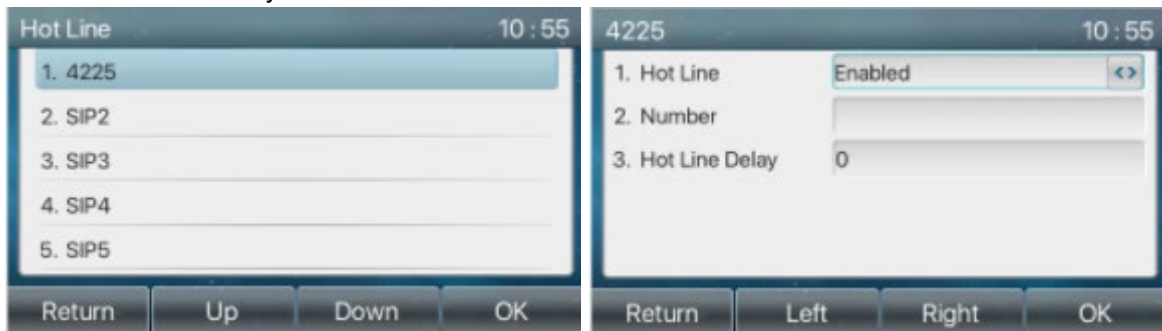 Hot Line 10:55
1. 4225
2. SIP2
3. SIP3
4. SIP4
5. SIP5
Return Up Down OK
4225 10:55
1. Hot Line Enabled <>
2. Number
3. Hot Line Delay 0
Return Left Right OK